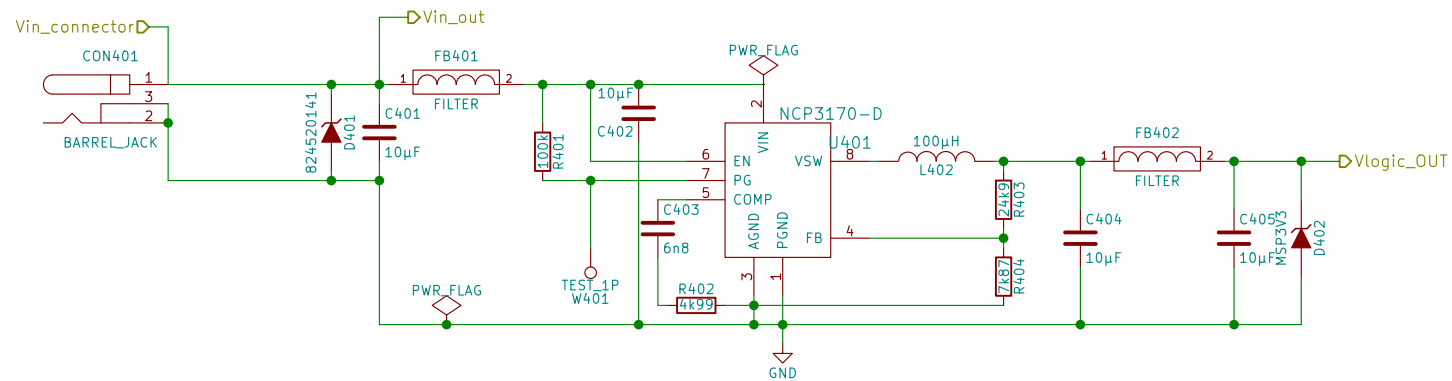 Vin_connector
Vin_out
CON401
1
3
2
BARREL_JACK
824520141
D401
C401
10µF
FB401
1
2
FILTER
100k
R401
10µF
C402
PWR_FLAG
2
NCP3170-D
U401
VIN
6
EN
7
PG
5
COMP
AGND
PGND
VSW
8
FB
4
3
1
C403
6n8
TEST_1P
W401
R402
4k99
PWR_FLAG
GND
100µH
L402
24k9
R403
7k87
R404
C404
10µF
FB402
1
2
FILTER
C405
10µF
MSP3V3
D402
Vlogic_OUT